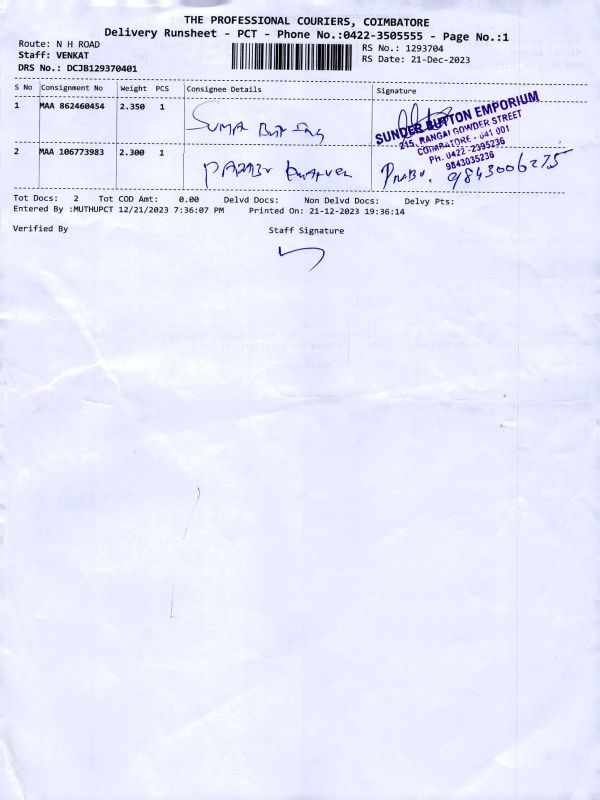 THE PROFESSIONAL COURIERS, COIMBATORE
Delivery Runsheet - PCT - Phone No.:0422-3505555 - Page No.:1
Route: N H ROAD
RS No.: 1293704
Staff: VENKAT
RS Date: 21-Dec-2023
DRS No.: DCJB129370401
S No Consignment No Weight PCS Consignee Details Signature
1 MAA 862460454 2.350 1
SUNDER BUTTON EMPORIUM
215, RANGAI GOWDER STREET
COIMBATORE - 641 001
Ph: 0422-2395236
9843035236
2 MAA 106773983 2.300 1 Prabu. 9843006275
Tot Docs: 2 Tot COD Amt: 0.00 Delvd Docs: Non Delvd Docs: Delvy Pts:
Entered By :MUTHUPCT 12/21/2023 7:36:07 PM Printed On: 21-12-2023 19:36:14
Verified By Staff Signature